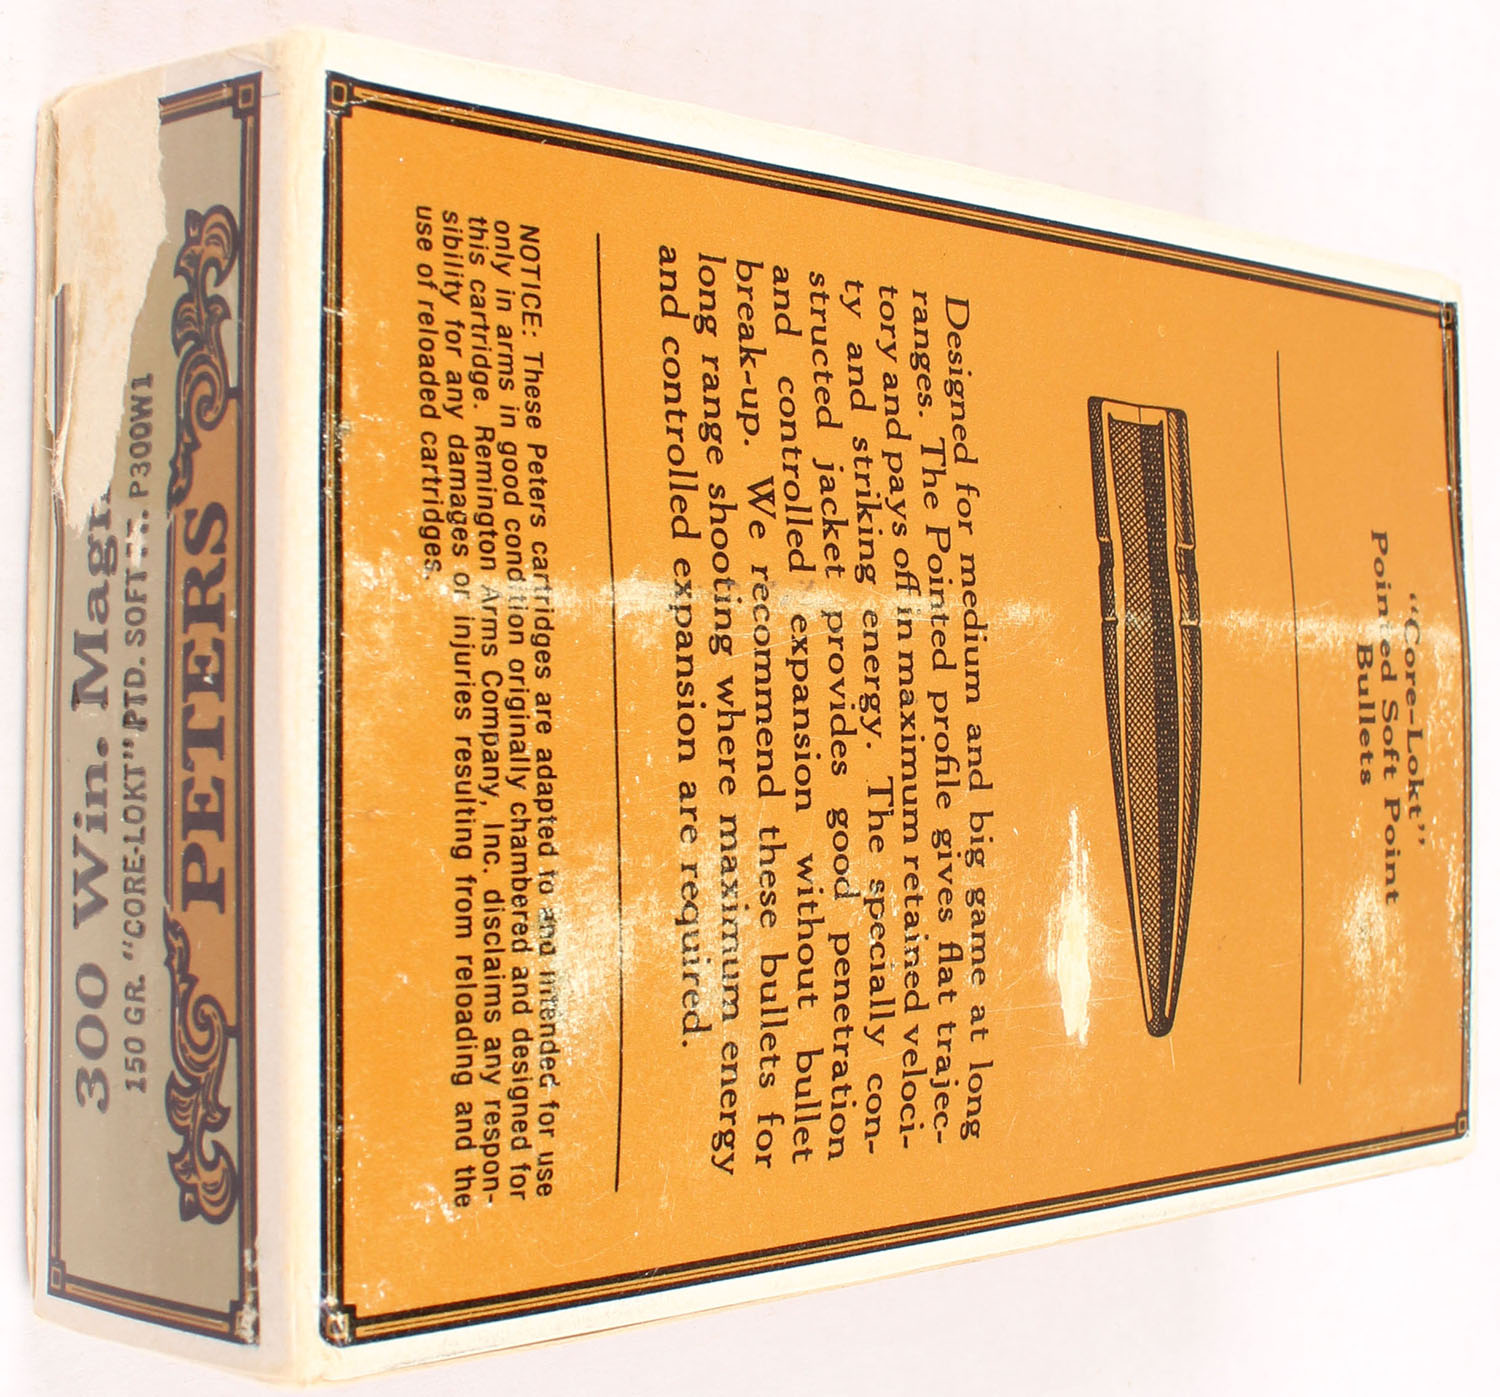 "Core-Lokt"
Pointed Soft Point
Bullets
Designed for medium and big game at long
ranges. The Pointed profile gives flat trajec-
tory and pays off in maximum retained veloci-
ty and striking energy. The specially con-
structed jacket provides good penetration
and controlled expansion without bullet
break-up. We recommend these bullets for
long range shooting where maximum energy
and controlled expansion are required.
NOTICE: These Peters cartridges are adapted to and intended for use
only in arms in good condition originally chambered and designed for
this cartridge. Remington Arms Company, Inc. disclaims any respon-
sibility for any damages or injuries resulting from reloading and the
use of reloaded cartridges.
PETERS
150 GR. "CORE-LOKT" PTD. SOFT PT. P300W1
300 Win. Mag.